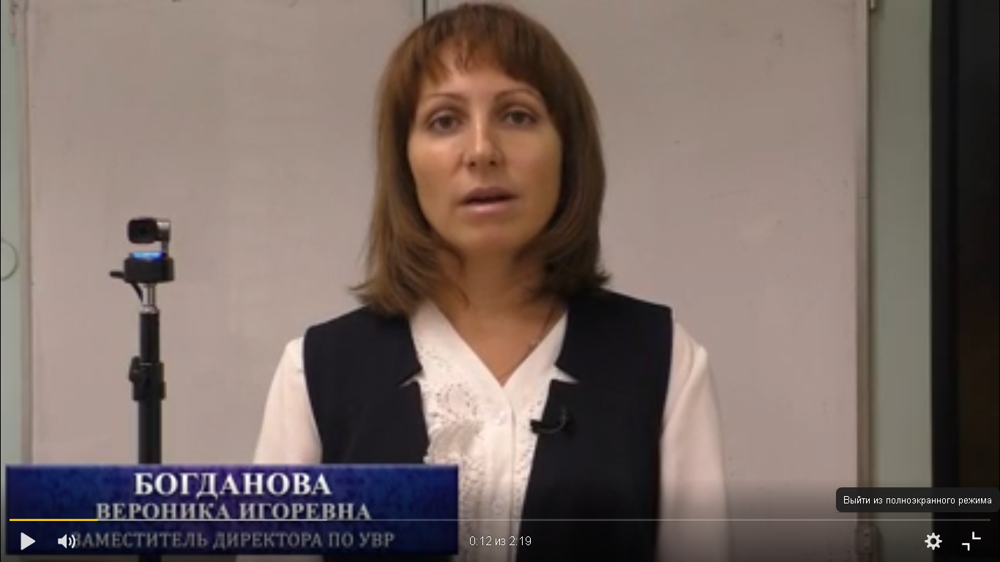 БОГДАНОВА
ВЕРОНИКА ИГОРЕВНА
ЗАМЕСТИТЕЛЬ ДИРЕКТОРА ПО УВР
Выйти из полноэкранного режима
0:12 из 2:19